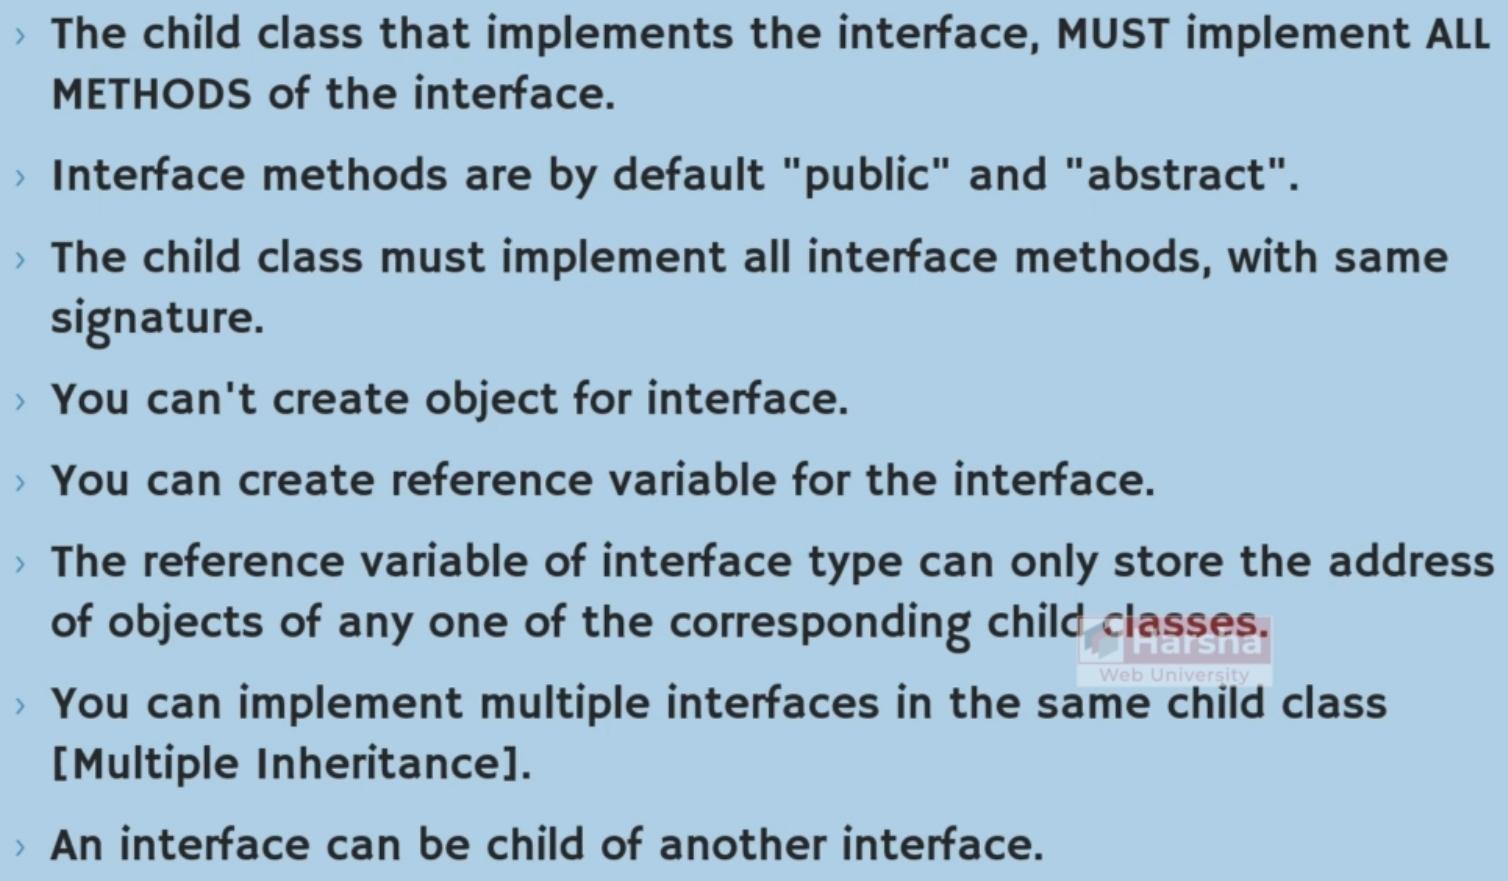 › The child class that implements the interface, MUST implement ALL
METHODS of the interface.
› Interface methods are by default "public" and "abstract".
› The child class must implement all interface methods, with same
signature.
› You can't create object for interface.
› You can create reference variable for the interface.
› The reference variable of interface type can only store the address
of objects of any one of the corresponding child classes.
Harsha
Web University
› You can implement multiple interfaces in the same child class
[Multiple Inheritance].
› An interface can be child of another interface.